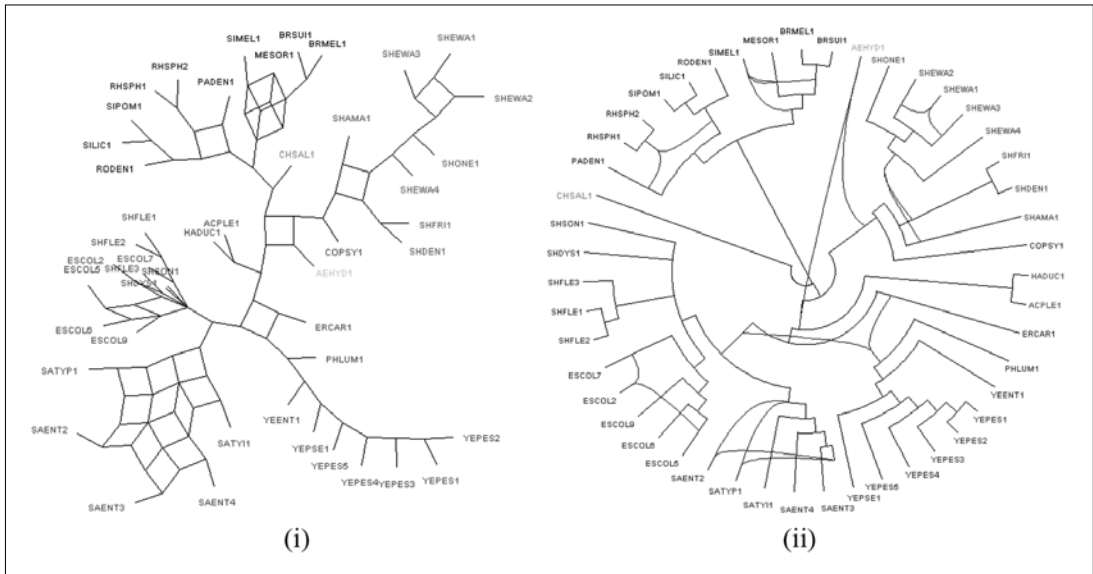 SIMEL1
BRSUI1
BRMEL1
MESOR1
RHSPH2
RHSPH1
PADEN1
SIPOM1
SILIC1
RODEN1
SHEWA1
SHEWA3
SHEWA2
SHAMA1
CHSAL1
SHONE1
SHEWA4
SHFRI1
SHDEN1
COPSY1
AEHYD1
ACPLE1
HADUC1
SHFLE1
SHFLE2
ESCOL2
ESCOL7
ESCOL5
SHFLE3
SHSON1
SHDYS1
ESCOL6
ESCOL9
ERCAR1
PHLUM1
SATYP1
YEENT1
SAENT2
SATYI1
YEPSE1
YEPES5
YEPES2
YEPES4
YEPES3
YEPES1
SAENT3
SAENT4
(i)
BRMEL1
MESOR1
BRSUI1
AEHYD1
SIMEL1
SHONE1
RODEN1
SILIC1
SHEWA2
SIPOM1
SHEWA1
RHSPH2
SHEWA3
RHSPH1
SHEWA4
PADEN1
SHFRI1
SHDEN1
CHSAL1
SHAMA1
SHSON1
COPSY1
SHDYS1
HADUC1
SHFLE3
ACPLE1
SHFLE1
ERCAR1
SHFLE2
PHLUM1
ESCOL7
YEENT1
ESCOL2
YEPES1
ESCOL9
YEPES2
ESCOL6
YEPES3
ESCOL5
YEPES4
SAENT2
YEPES5
SATYP1
YEPSE1
SATYI1
SAENT4
SAENT3
(ii)